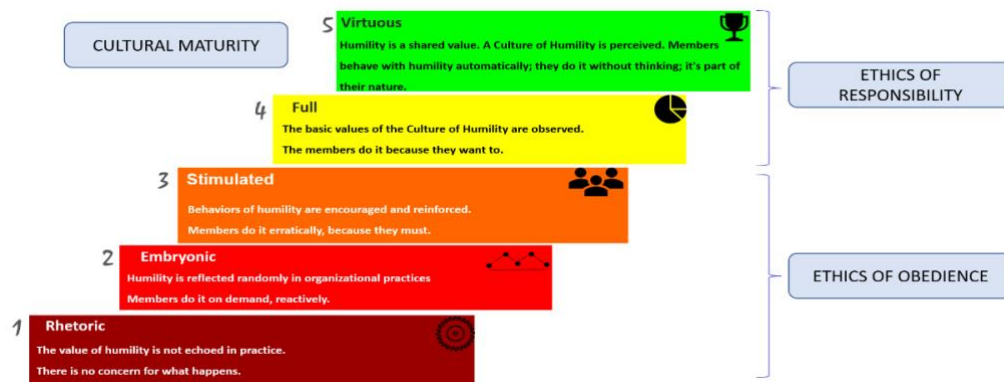 CULTURAL MATURITY
5 Virtuous
Humility is a shared value. A Culture of Humility is perceived. Members
behave with humility automatically; they do it without thinking; it's part of
their nature.
4 Full
The basic values of the Culture of Humility are observed.
The members do it because they want to.
3 Stimulated
Behaviors of humility are encouraged and reinforced.
Members do it erratically, because they must.
2 Embryonic
Humility is reflected randomly in organizational practices
Members do it on demand, reactively.
1 Rhetoric
The value of humility is not echoed in practice.
There is no concern for what happens.
ETHICS OF
RESPONSIBILITY
ETHICS OF OBEDIENCE